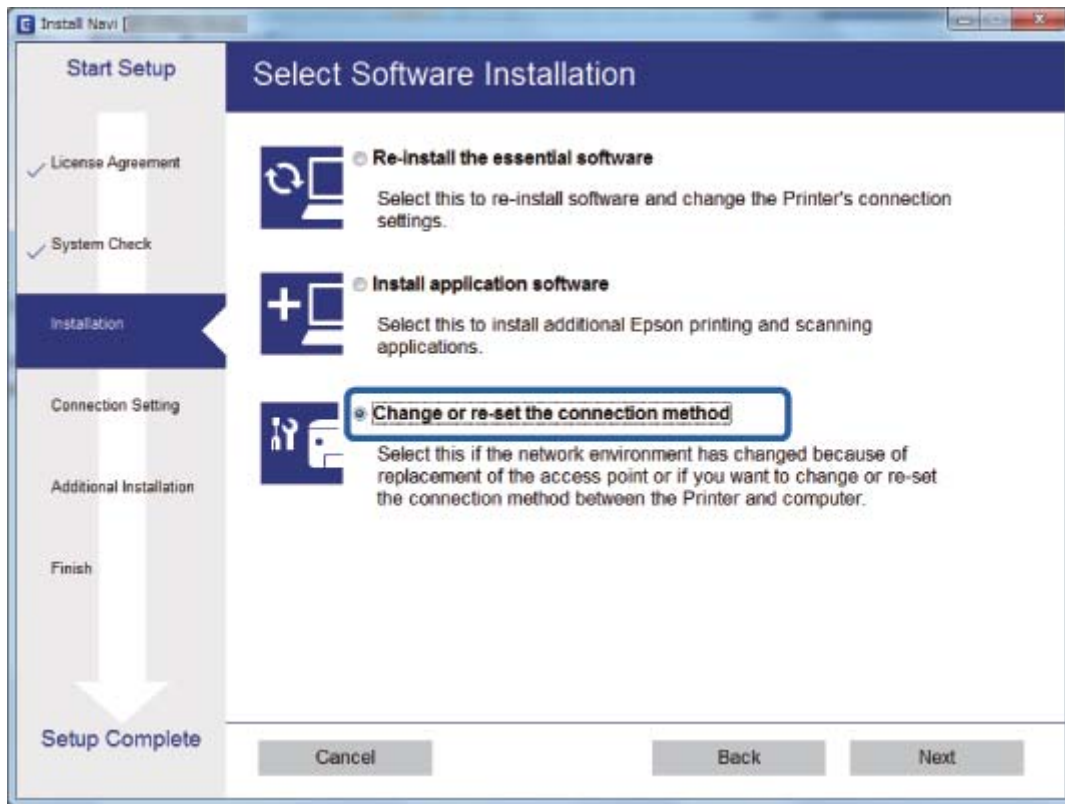 Install Navi [
Start Setup
License Agreement
System Check
Installation
Connection Setting
Additional Installation
Finish
Setup Complete
Select Software Installation
Re-install the essential software
Select this to re-install software and change the Printer's connection
settings.
Install application software
Select this to install additional Epson printing and scanning
applications.
Change or re-set the connection method
Select this if the network environment has changed because of
replacement of the access point or if you want to change or re-set
the connection method between the Printer and computer.
Cancel
Back
Next